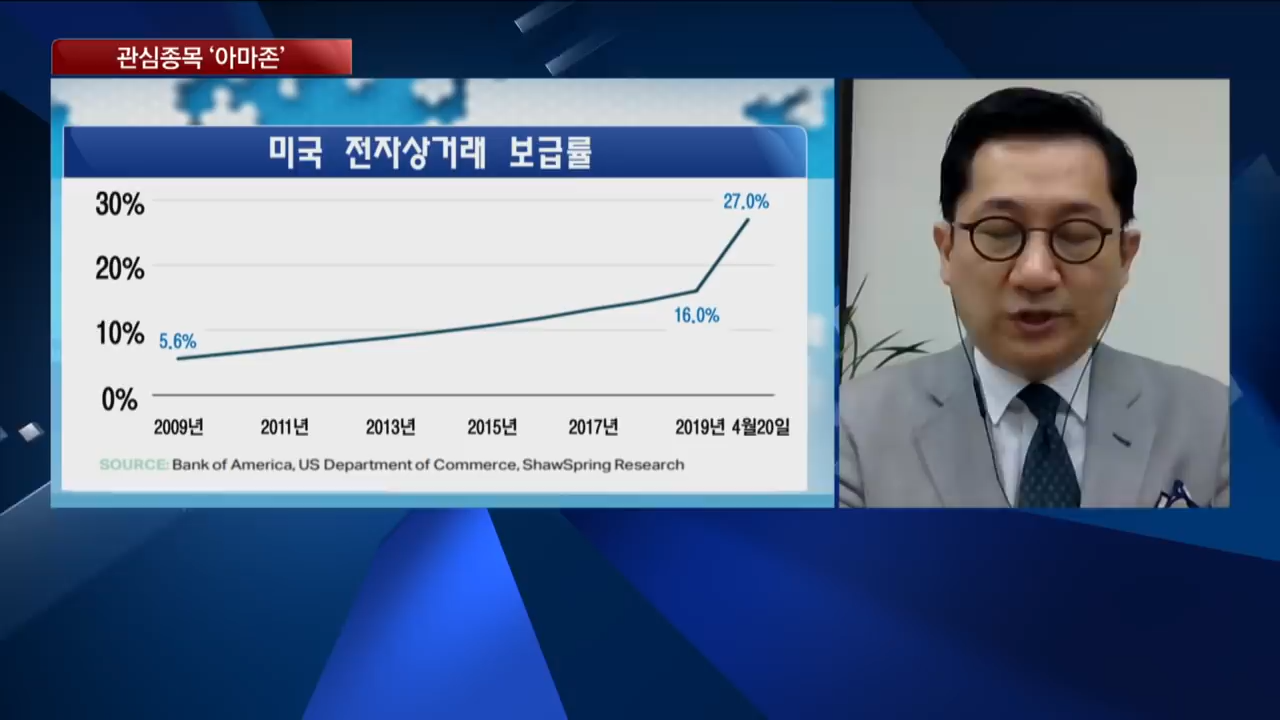 관심종목 ‘아마존’
미국 전자상거래 보급률
30%
20%
10%
0%
5.6%
16.0%
27.0%
2009년 2011년 2013년 2015년 2017년 2019년 4월20일
SOURCE: Bank of America, US Department of Commerce, ShawSpring Research